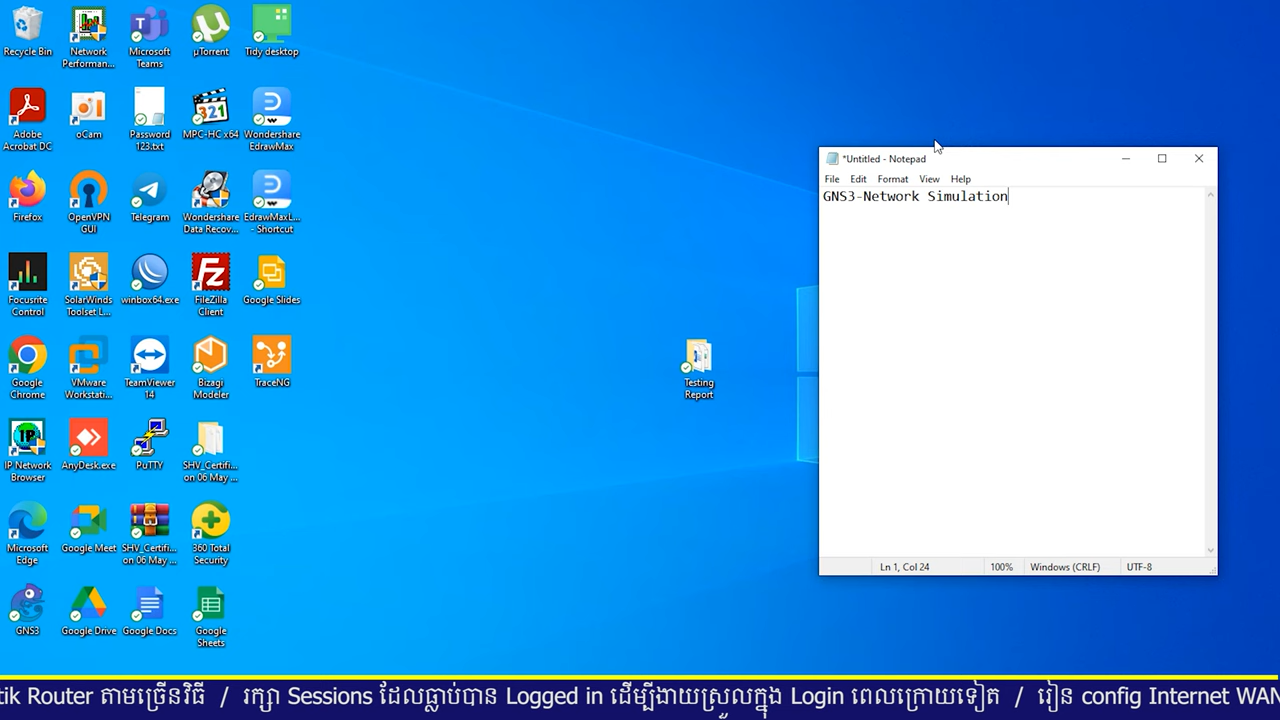 Recycle Bin
Network Performan...
Microsoft Teams
µTorrent
Tidy desktop
Adobe Acrobat DC
oCam
Password 123.txt
MPC-HC x64
Wondershare EdrawMax
Firefox
OpenVPN GUI
Telegram
Wondershare Data Recov...
EdrawMaxL... - Shortcut
Focusrite Control
SolarWinds Toolset L...
winbox64.exe
FileZilla Client
Google Slides
Google Chrome
VMware Workstati...
TeamViewer 14
Bizagi Modeler
TraceNG
IP Network Browser
AnyDesk.exe
PuTTY
SHV_Certifi... on 06 May ...
Microsoft Edge
Google Meet
SHV_Certifi... on 06 May ...
360 Total Security
GNS3
Google Drive
Google Docs
Google Sheets
Testing Report
*Untitled - Notepad
File Edit Format View Help
GNS3-Network Simulation
Ln 1, Col 24 100% Windows (CRLF) UTF-8
tik Router តាមច្រើនវិធី / រក្សា Sessions ដែលធ្លាប់បាន Logged in ដើម្បីងាយស្រួលក្នុង Login ពេលក្រោយទៀត / រៀន config Internet WAN